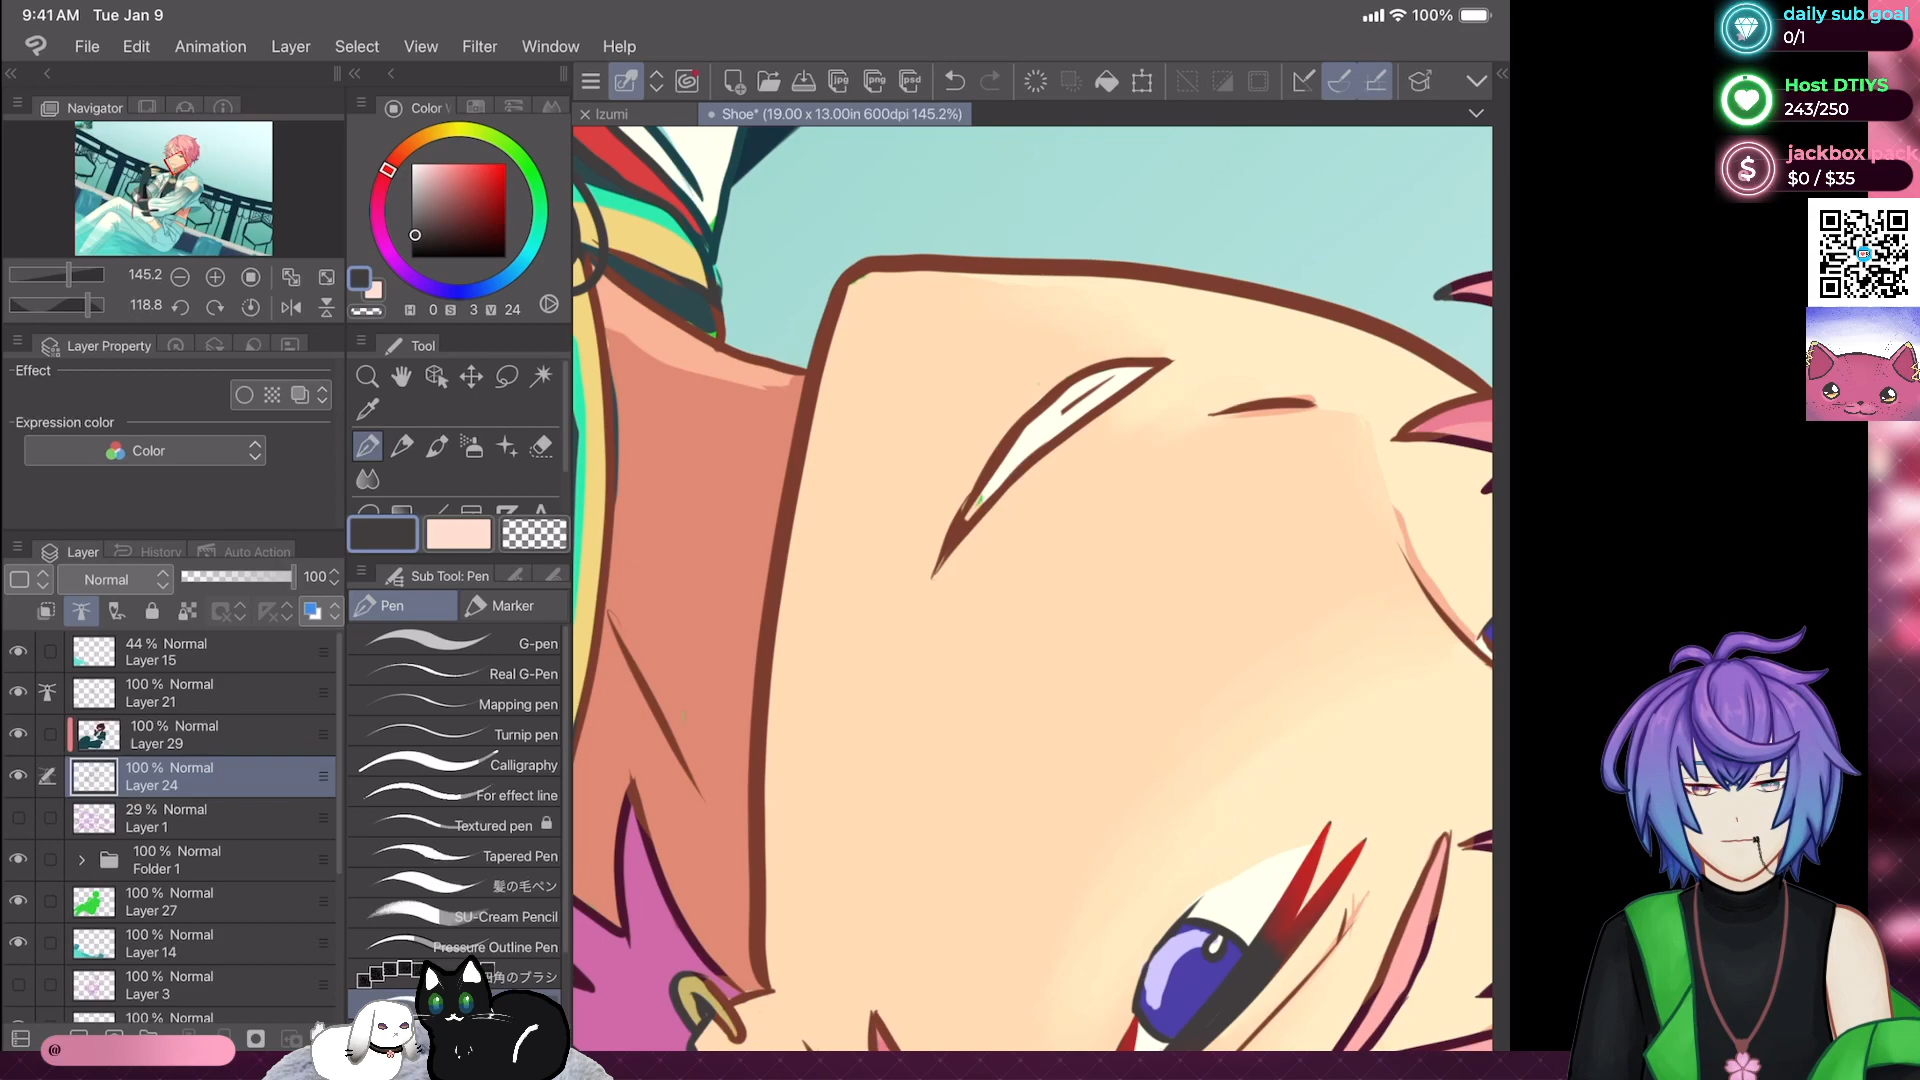 9:41 AM Tue Jan 9
100%
File Edit Animation Layer Select View Filter Window Help
Navigator
Color
Izumi
Shoe* (19.00 x 13.00in 600dpi 145.2%)
145.2
118.8
H 0 S 3 V 24
Layer Property
Tool
Effect
Expression color
Color
Layer History Auto Action
Normal 100
Sub Tool: Pen
Pen Marker
44 % Normal
Layer 15
100 % Normal
Layer 21
100 % Normal
Layer 29
100 % Normal
Layer 24
29 % Normal
Layer 1
100 % Normal
Folder 1
100 % Normal
Layer 27
100 % Normal
Layer 14
100 % Normal
Layer 3
100 % Normal
G-pen
Real G-Pen
Mapping pen
Turnip pen
Calligraphy
For effect line
Textured pen
Tapered Pen
髪の毛ペン
SU-Cream Pencil
Pressure Outline Pen
四角のブラシ
@
daily sub goal
0/1
Host DTIYS
243/250
jackbox pack
$0 / $35